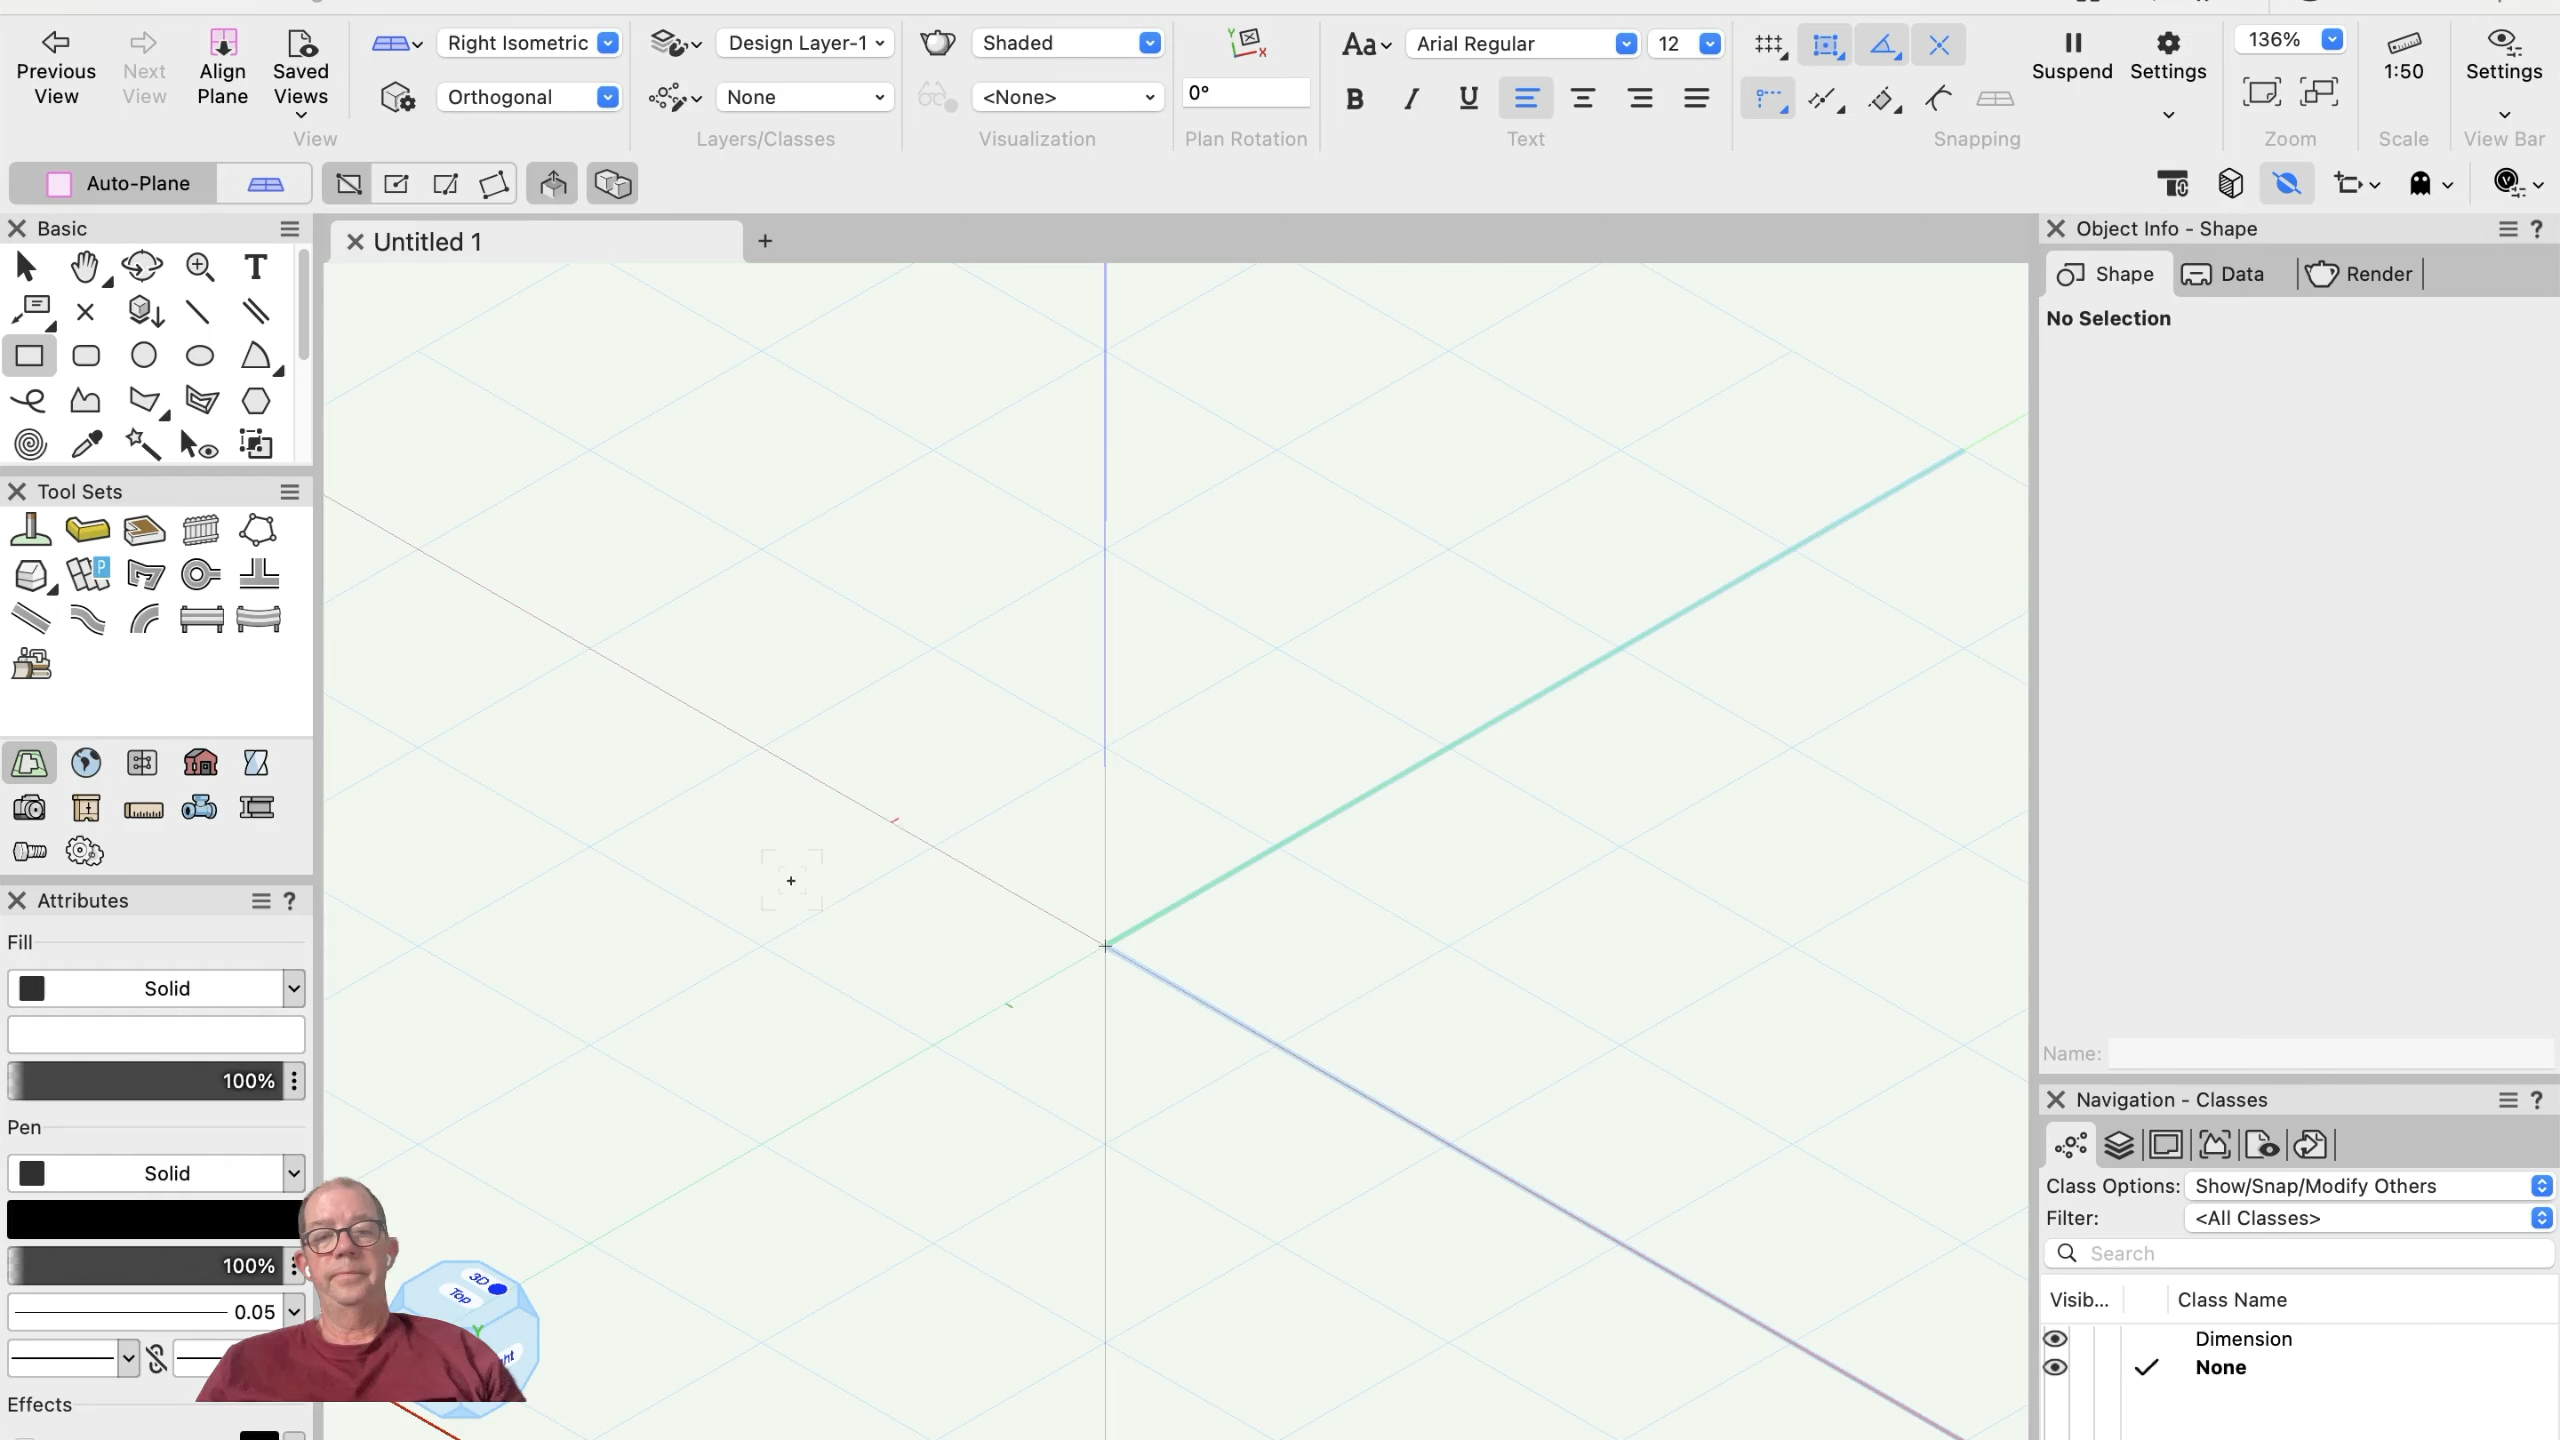 Previous View
Next View
Align Plane
Saved Views
View
Right Isometric
Orthogonal
Design Layer-1
None
Layers/Classes
Shaded
<None>
Visualization
Y
X
0°
Plan Rotation
Aa
Arial Regular
12
B
I
U
Text
Suspend
Settings
Snapping
136%
Zoom
1:50
Scale
Settings
View Bar
Auto-Plane
Basic
Untitled 1
T
P
Tool Sets
Attributes
?
Fill
Solid
100%
Pen
Solid
100%
0.05
Effects
3D
Top
Y
ht
Object Info - Shape
?
Shape
Data
Render
No Selection
Name:
Navigation - Classes
?
Class Options:
Show/Snap/Modify Others
Filter:
<All Classes>
Search
Visib...
Class Name
Dimension
None